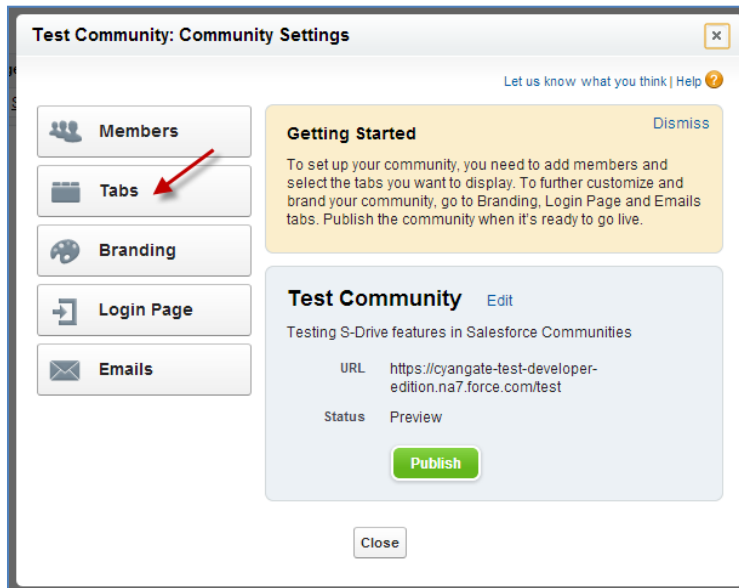 Test Community: Community Settings
Let us know what you think | Help
Members
Tabs
Branding
Login Page
Emails
Getting Started
Dismiss
To set up your community, you need to add members and
select the tabs you want to display. To further customize and
brand your community, go to Branding, Login Page and Emails
tabs. Publish the community when it's ready to go live.
Test Community Edit
Testing S-Drive features in Salesforce Communities
URL https://cyangate-test-developer-
edition.na7.force.com/test
Status Preview
Publish
Close